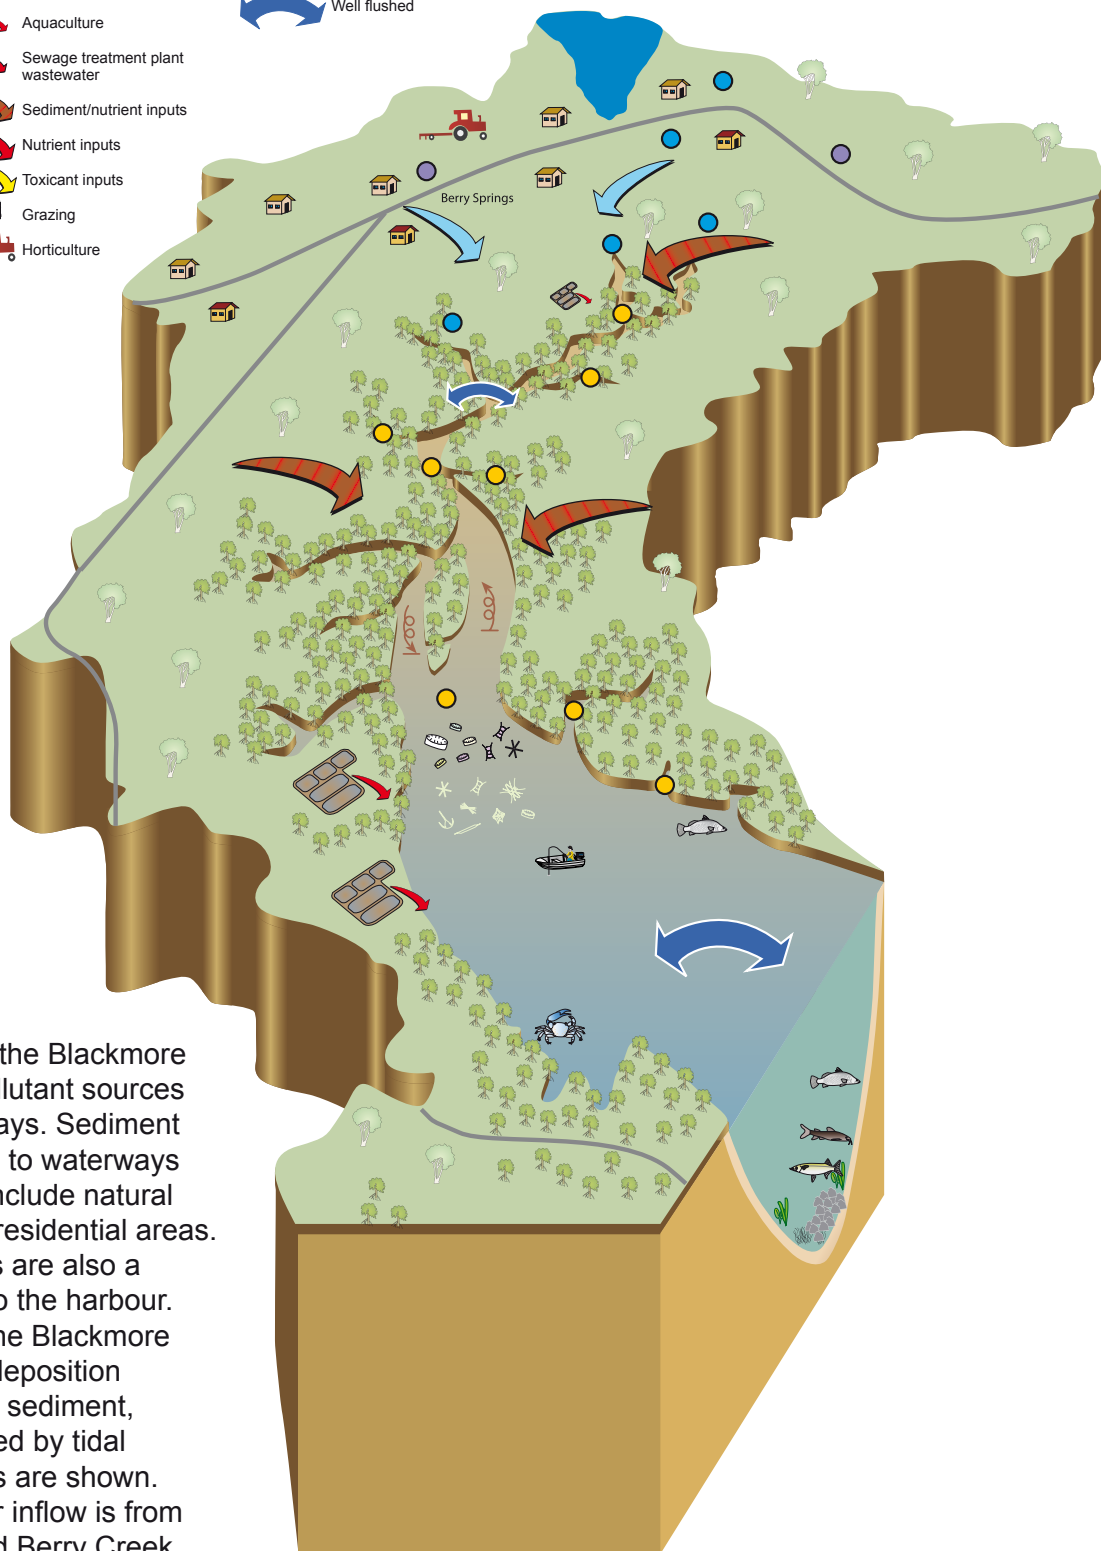 Well flushed
Aquaculture
Sewage treatment plant
wastewater
Sediment/nutrient inputs
Nutrient inputs
Toxicant inputs
Grazing
Horticulture
Berry Springs
the Blackmore
lutant sources
ays. Sediment
to waterways
nclude natural
residential areas.
s are also a
o the harbour.
he Blackmore
deposition
sediment,
ed by tidal
s are shown.
r inflow is from
d Berry Creek